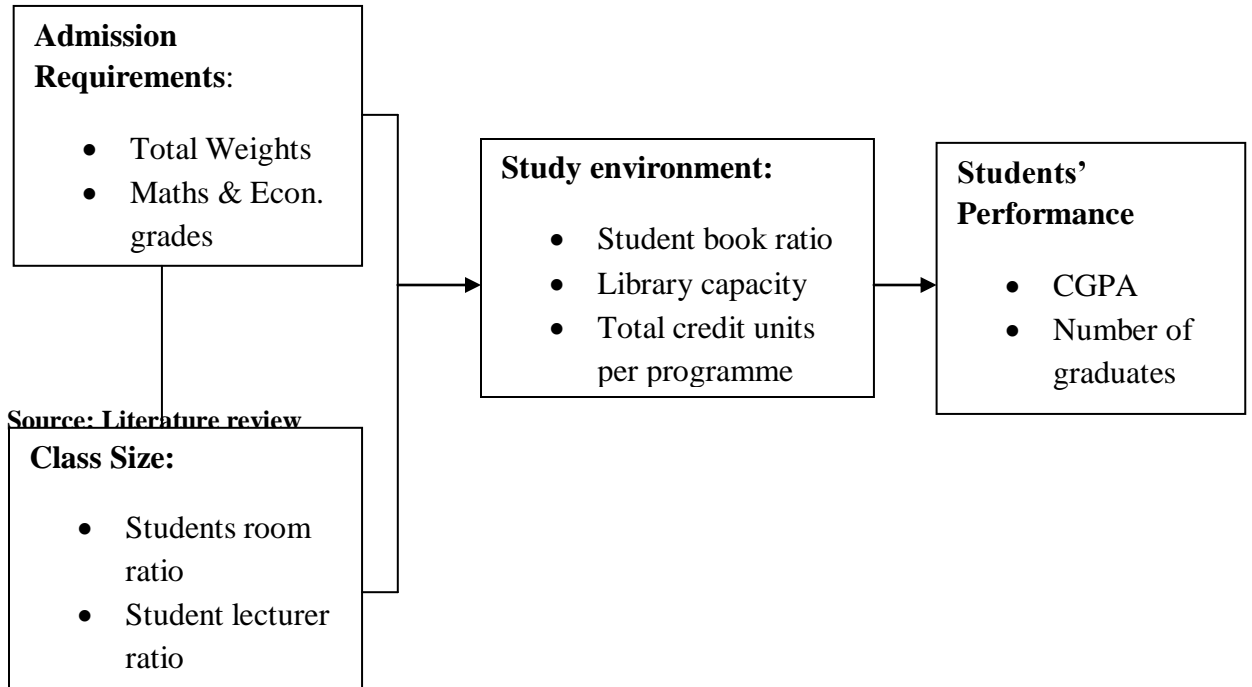 Admission
Requirements:
• Total Weights
• Maths & Econ.
grades
Study environment:
• Student book ratio
• Library capacity
• Total credit units
per programme
Students’
Performance
• CGPA
• Number of
graduates
Source: Literature review
Class Size:
• Students room
ratio
• Student lecturer
ratio